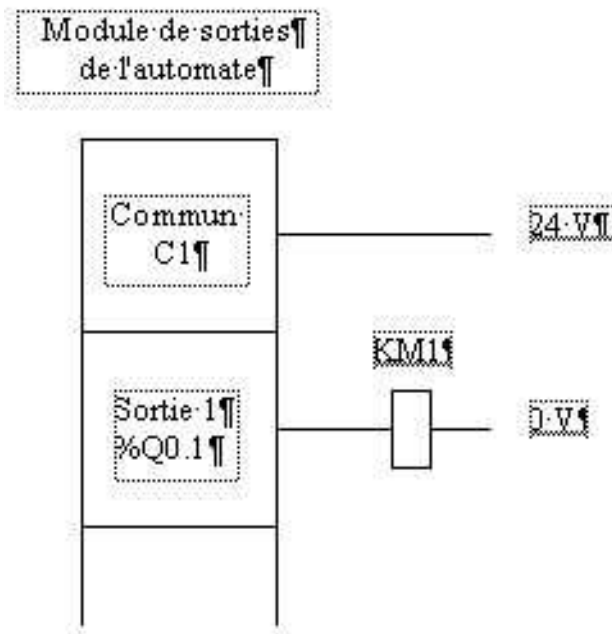 Module·de·sorties¶
de·l'automate¶
Commun·
C1¶
24·V¶
KM1¶
Sortie·1¶
%Q0.1¶
0·V¶